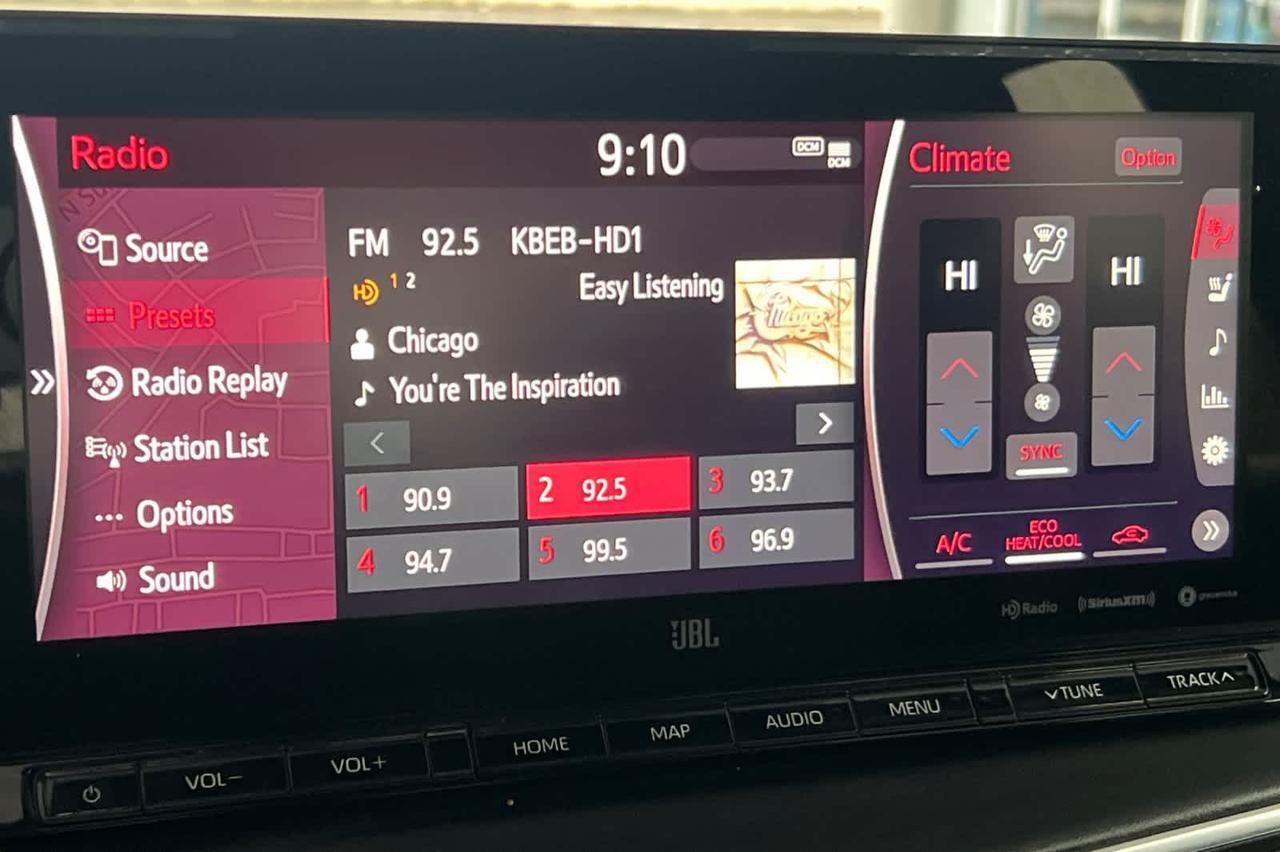 Radio
9:10
DCM
DCM
Source
Presets
Radio Replay
Station List
Options
Sound
FM 92.5 KBEB-HD1
HD 1 2
Easy Listening
Chicago
Chicago
You're The Inspiration
1 90.9
2 92.5
3 93.7
4 94.7
5 99.5
6 96.9
Climate
Option
HI
HI
SYNC
A/C
ECO
HEAT/COOL
HD Radio
((SiriusXM))
JBL
VOL−
VOL+
HOME
MAP
AUDIO
MENU
∨TUNE
TRACK∧